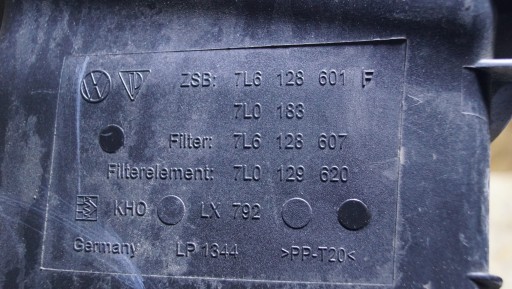 ZSB: 7L6 128 601 F
7L0 183
Filter: 7L6 128 607
Filterelement: 7L0 129 620
KHO LX 792
Germany LP 1344 >PP-T20<